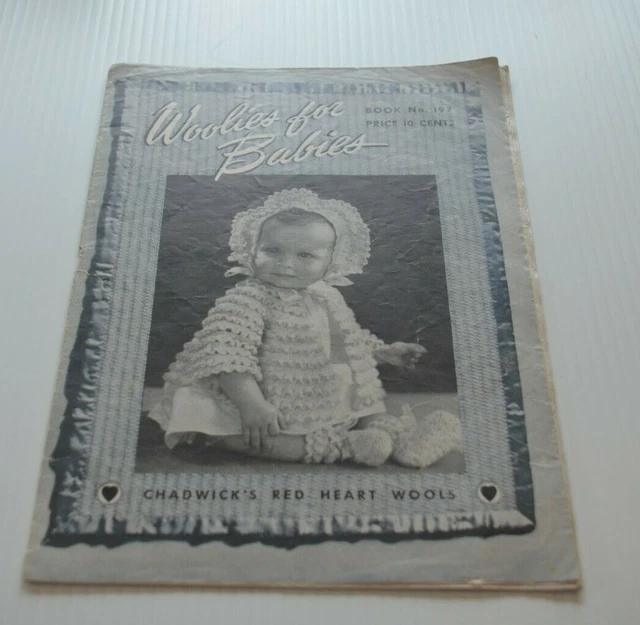 Woolies for
Babies
BOOK No. 197
PRICE 10 CENTS
CHADWICK'S RED HEART WOOLS